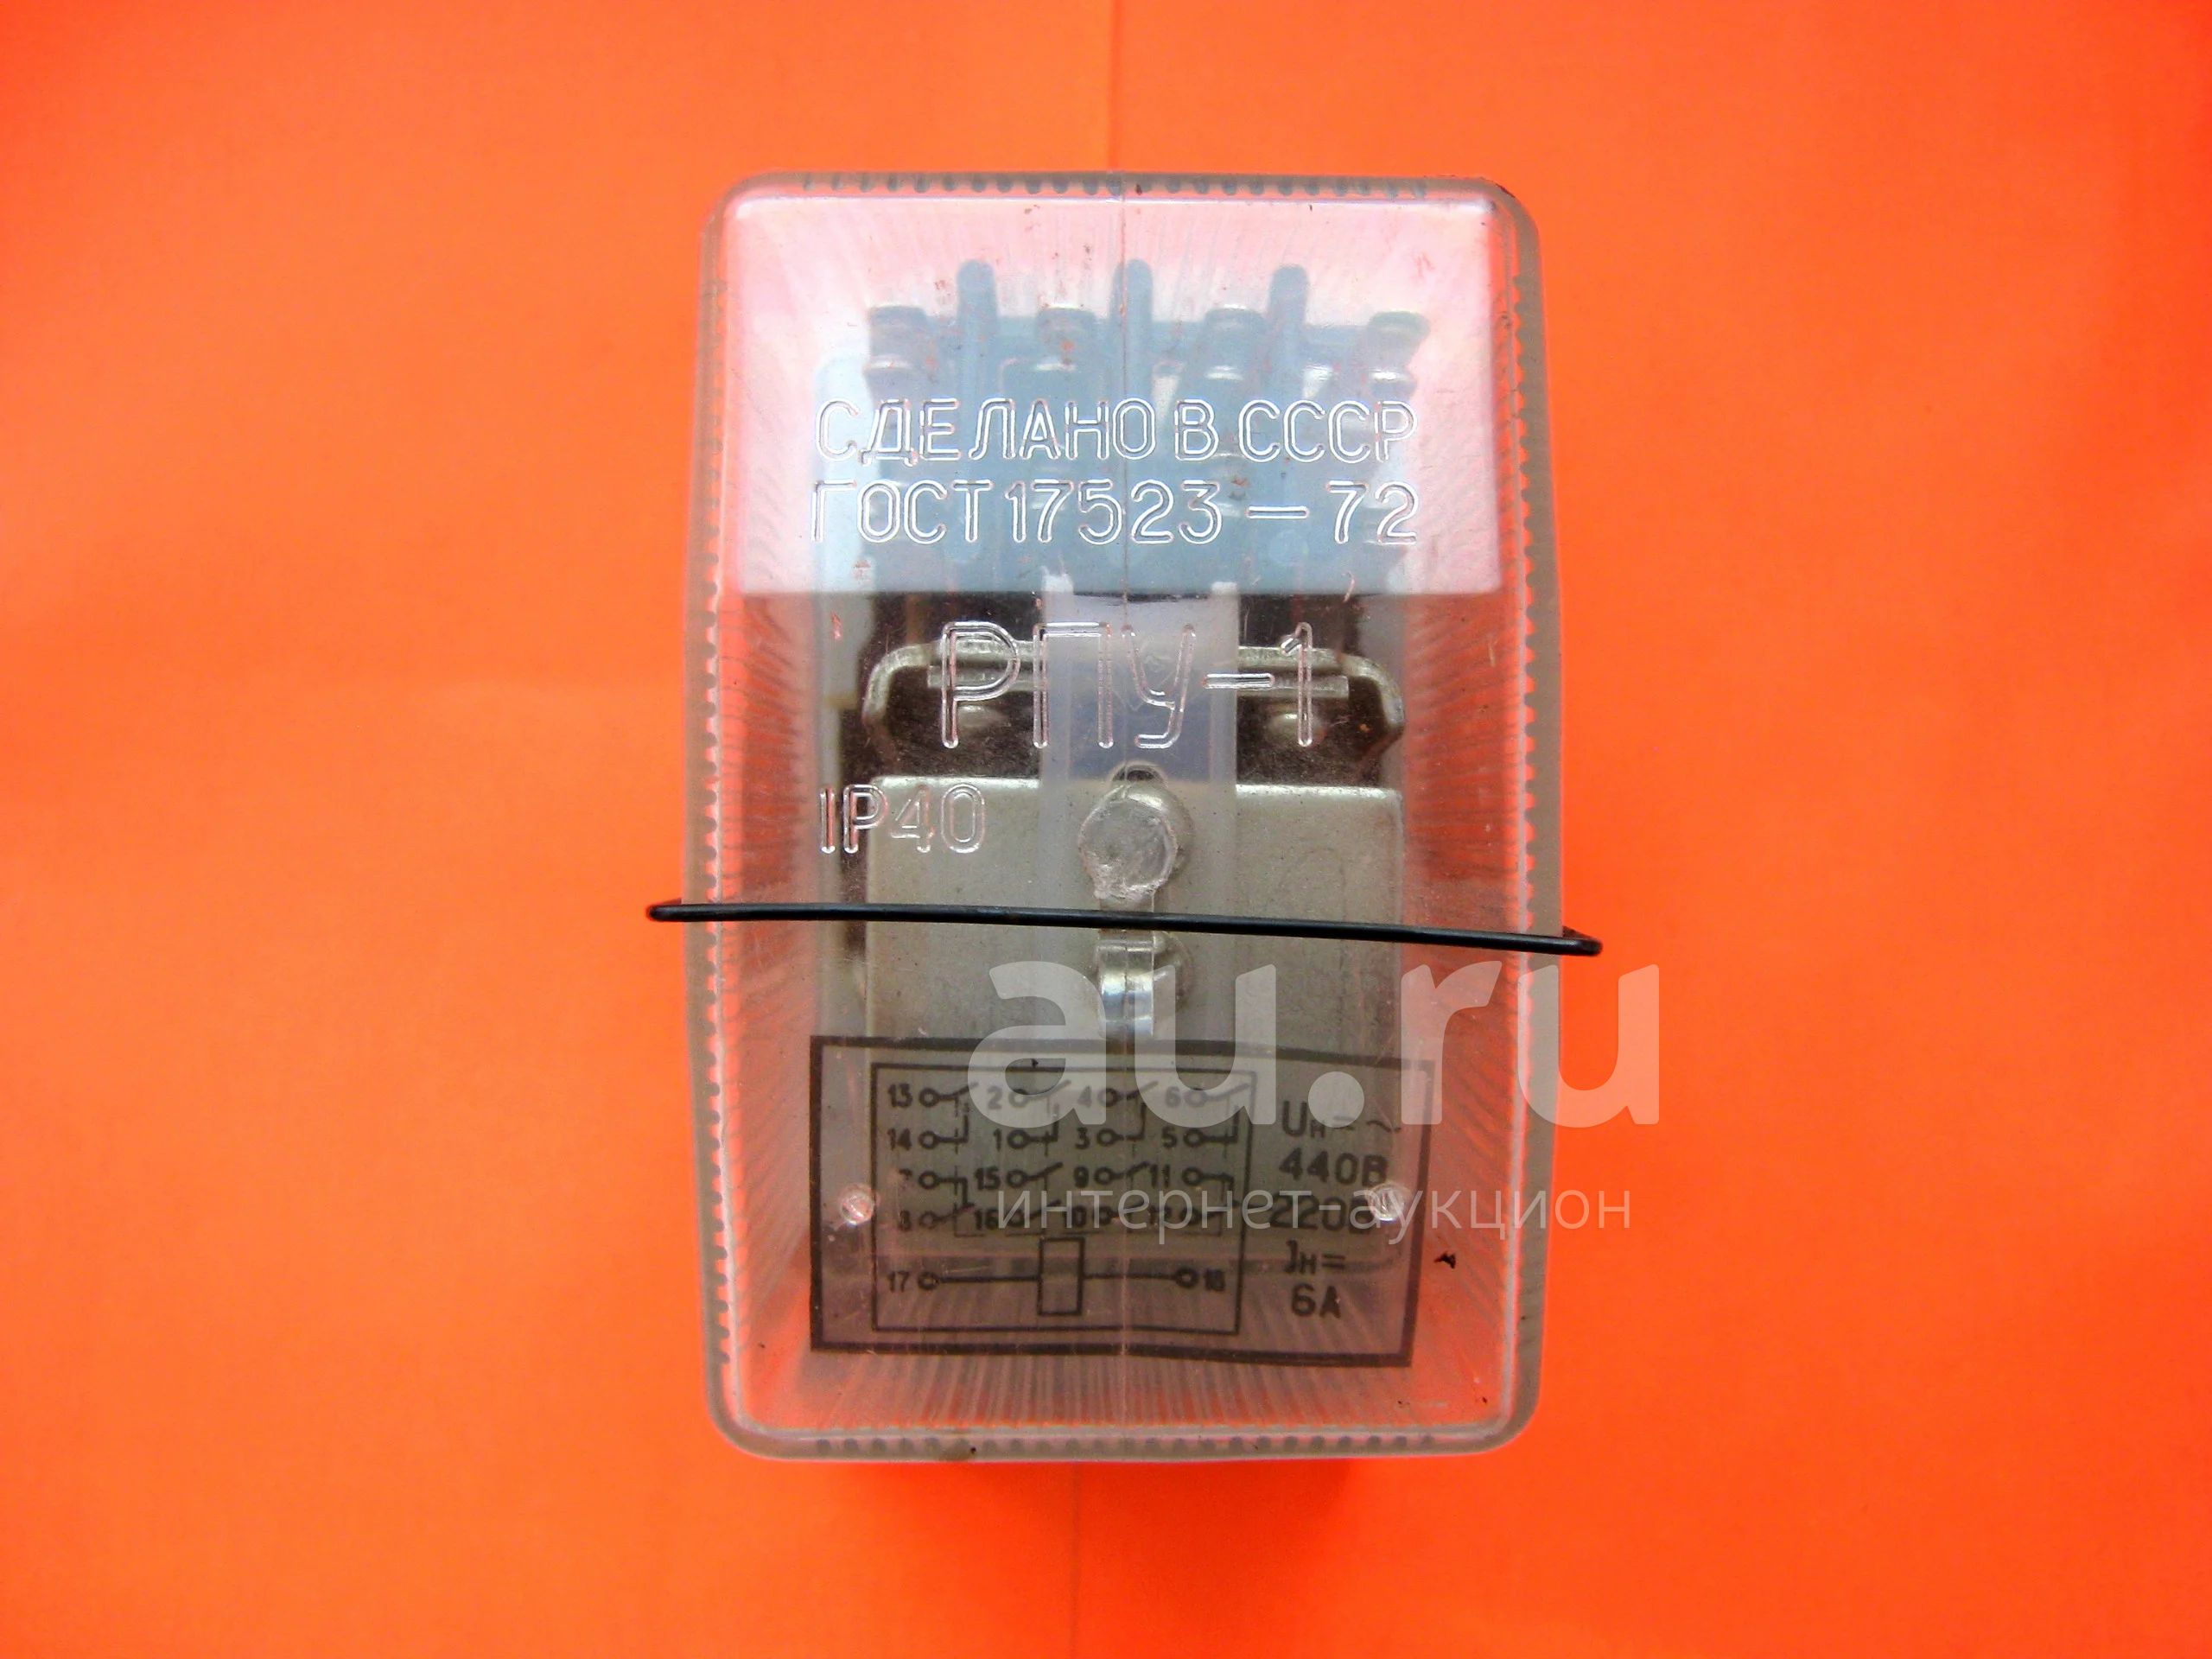 СДЕЛАНО В СССР
ГОСТ 17523-72
РПУ-1
IP40
au.ru
13 2 4 6
14 1 3 5
15 9 11
17
Uн=~
440В
интернет-аукцион
220В
Iн=
6А